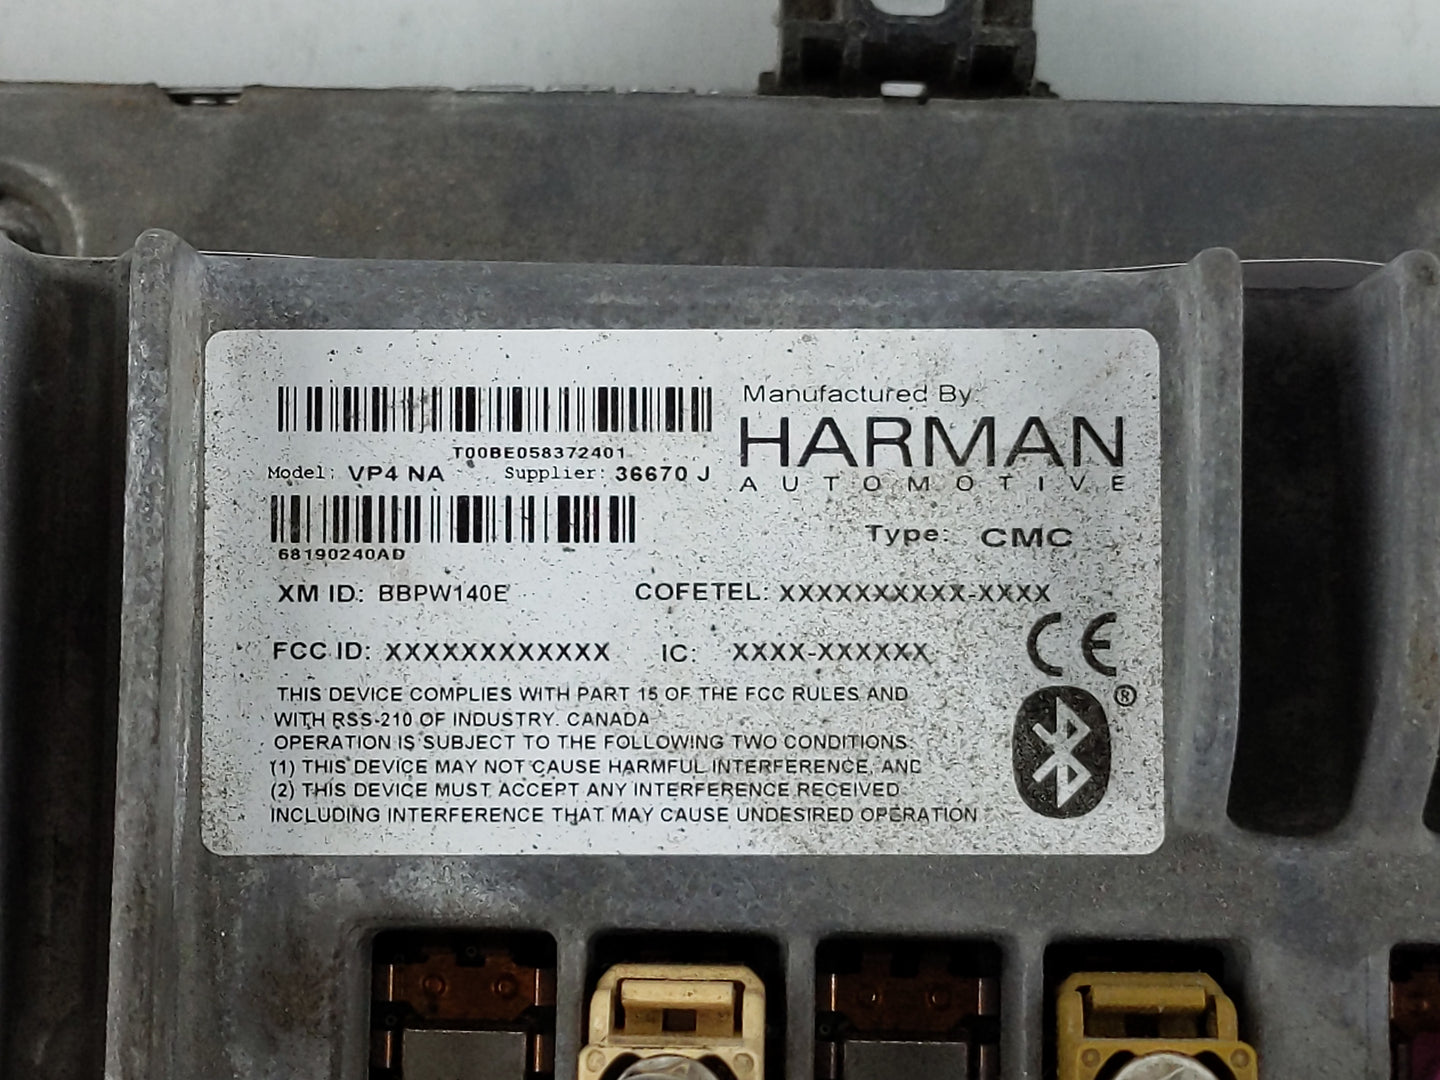 Manufactured By:
HARMAN
AUTOMOTIVE
T00BE058372401
Model: VP4 NA Supplier: 36670 J
68190240AD
Type: CMC
XM ID: BBPW140E COFETEL: XXXXXXXXXX-XXXX
FCC ID: XXXXXXXXXXXX IC: XXXX-XXXXXX
CE
®
THIS DEVICE COMPLIES WITH PART 15 OF THE FCC RULES AND
WITH RSS-210 OF INDUSTRY. CANADA
OPERATION IS SUBJECT TO THE FOLLOWING TWO CONDITIONS:
(1) THIS DEVICE MAY NOT CAUSE HARMFUL INTERFERENCE, AND
(2) THIS DEVICE MUST ACCEPT ANY INTERFERENCE RECEIVED
INCLUDING INTERFERENCE THAT MAY CAUSE UNDESIRED OPERATION